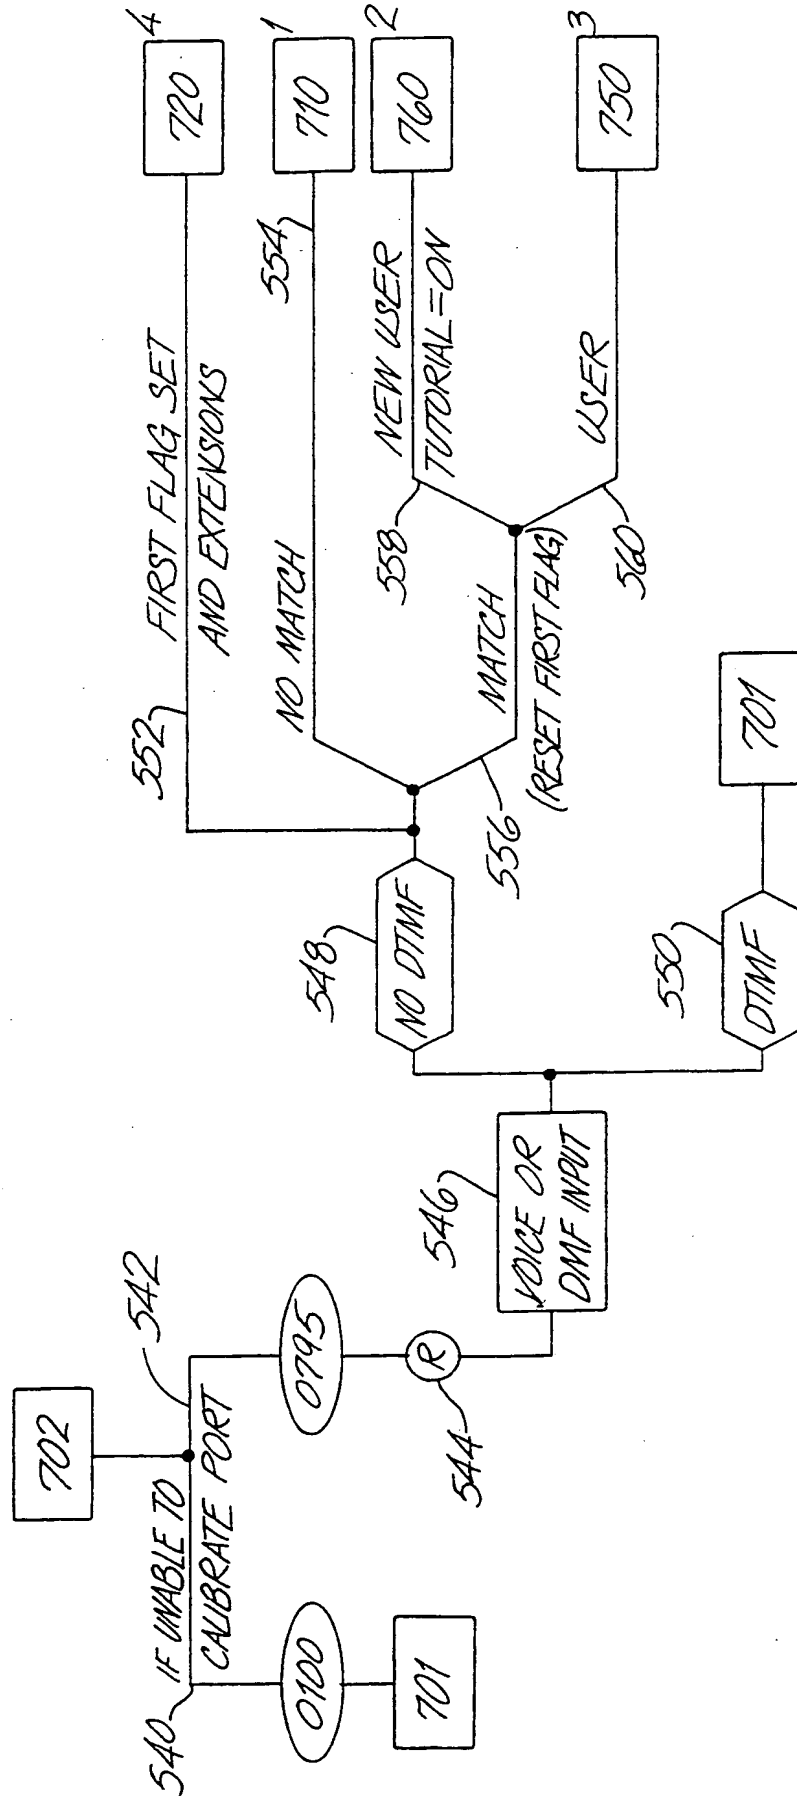 702
540
IF UNABLE TO
CALIBRATE PORT
542
0100
701
0795
R
544
546
VOICE OR
DMF INPUT
548
NO DTMF
550
DTMF
701
552
FIRST FLAG SET
AND EXTENSIONS
720
4
NO MATCH
554
710
1
556
MATCH
(RESET FIRST FLAG)
558
NEW USER
TUTORIAL=ON
760
2
560
USER
750
3